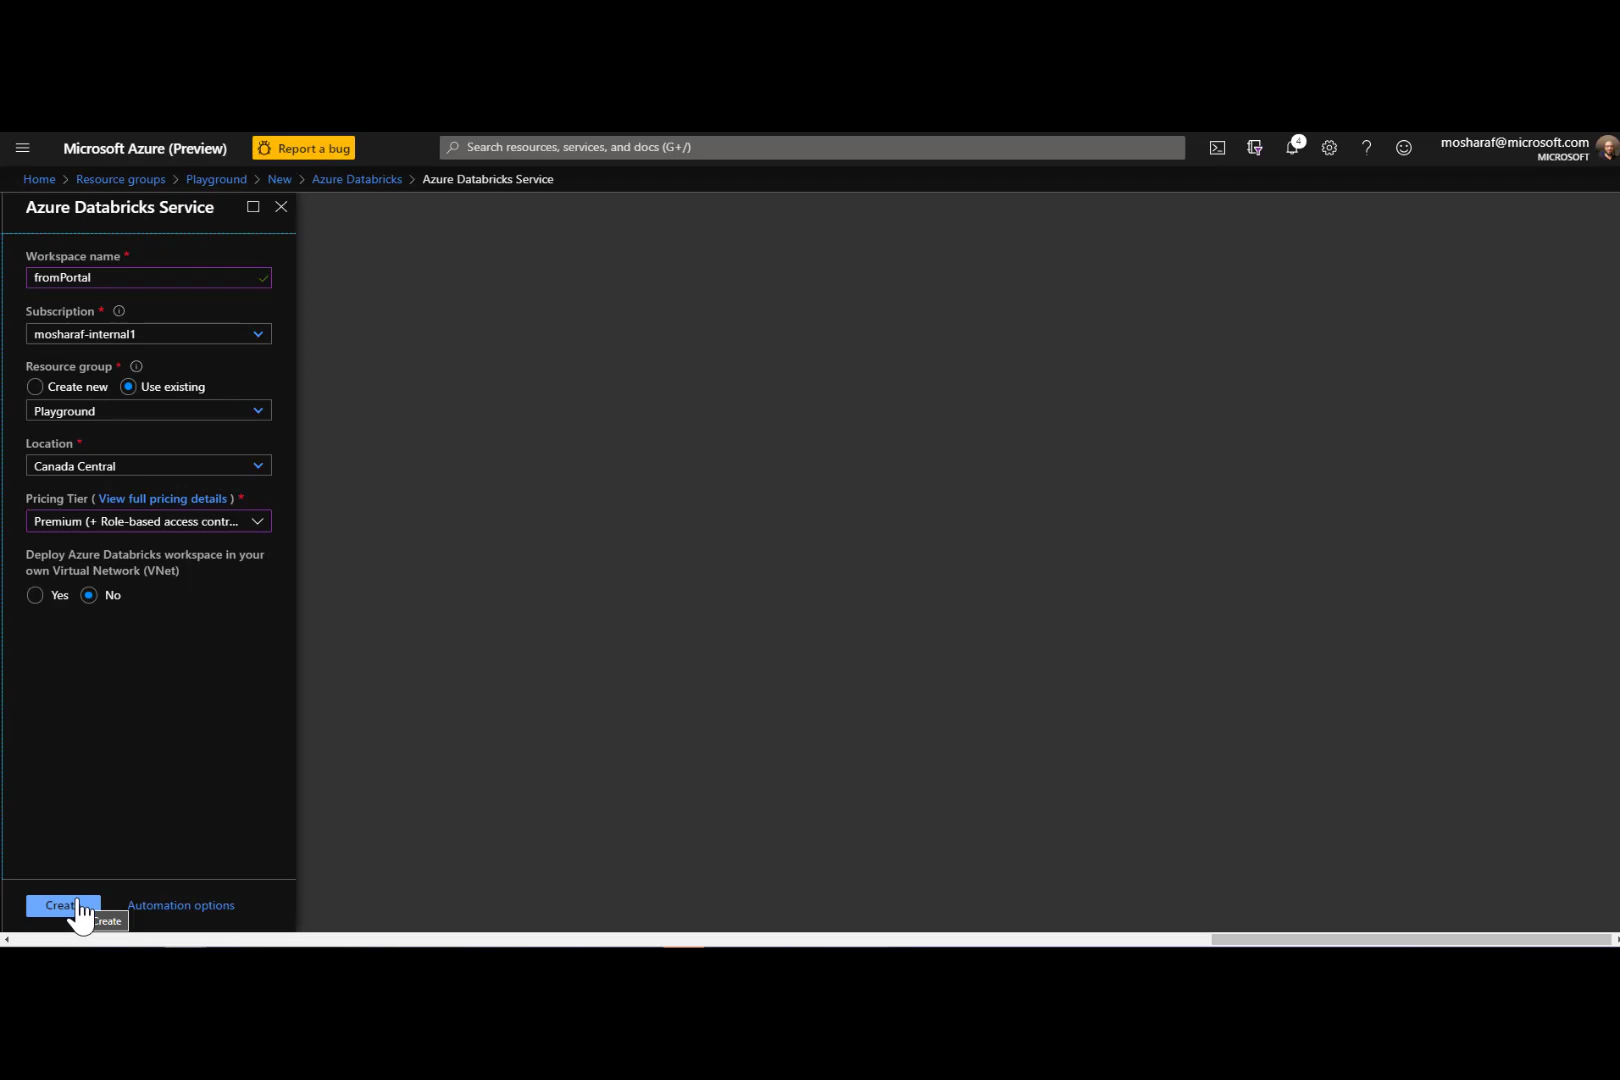 Microsoft Azure (Preview)
Report a bug
Search resources, services, and docs (G+/)
4
mosharaf@microsoft.com
MICROSOFT
Home > Resource groups > Playground > New > Azure Databricks > Azure Databricks Service
Azure Databricks Service
Workspace name *
fromPortal
Subscription *
mosharaf-internal1
Resource group *
Create new
Use existing
Playground
Location *
Canada Central
Pricing Tier ( View full pricing details ) *
Premium (+ Role-based access contr...
Deploy Azure Databricks workspace in your
own Virtual Network (VNet)
Yes
No
Create
Automation options
Create